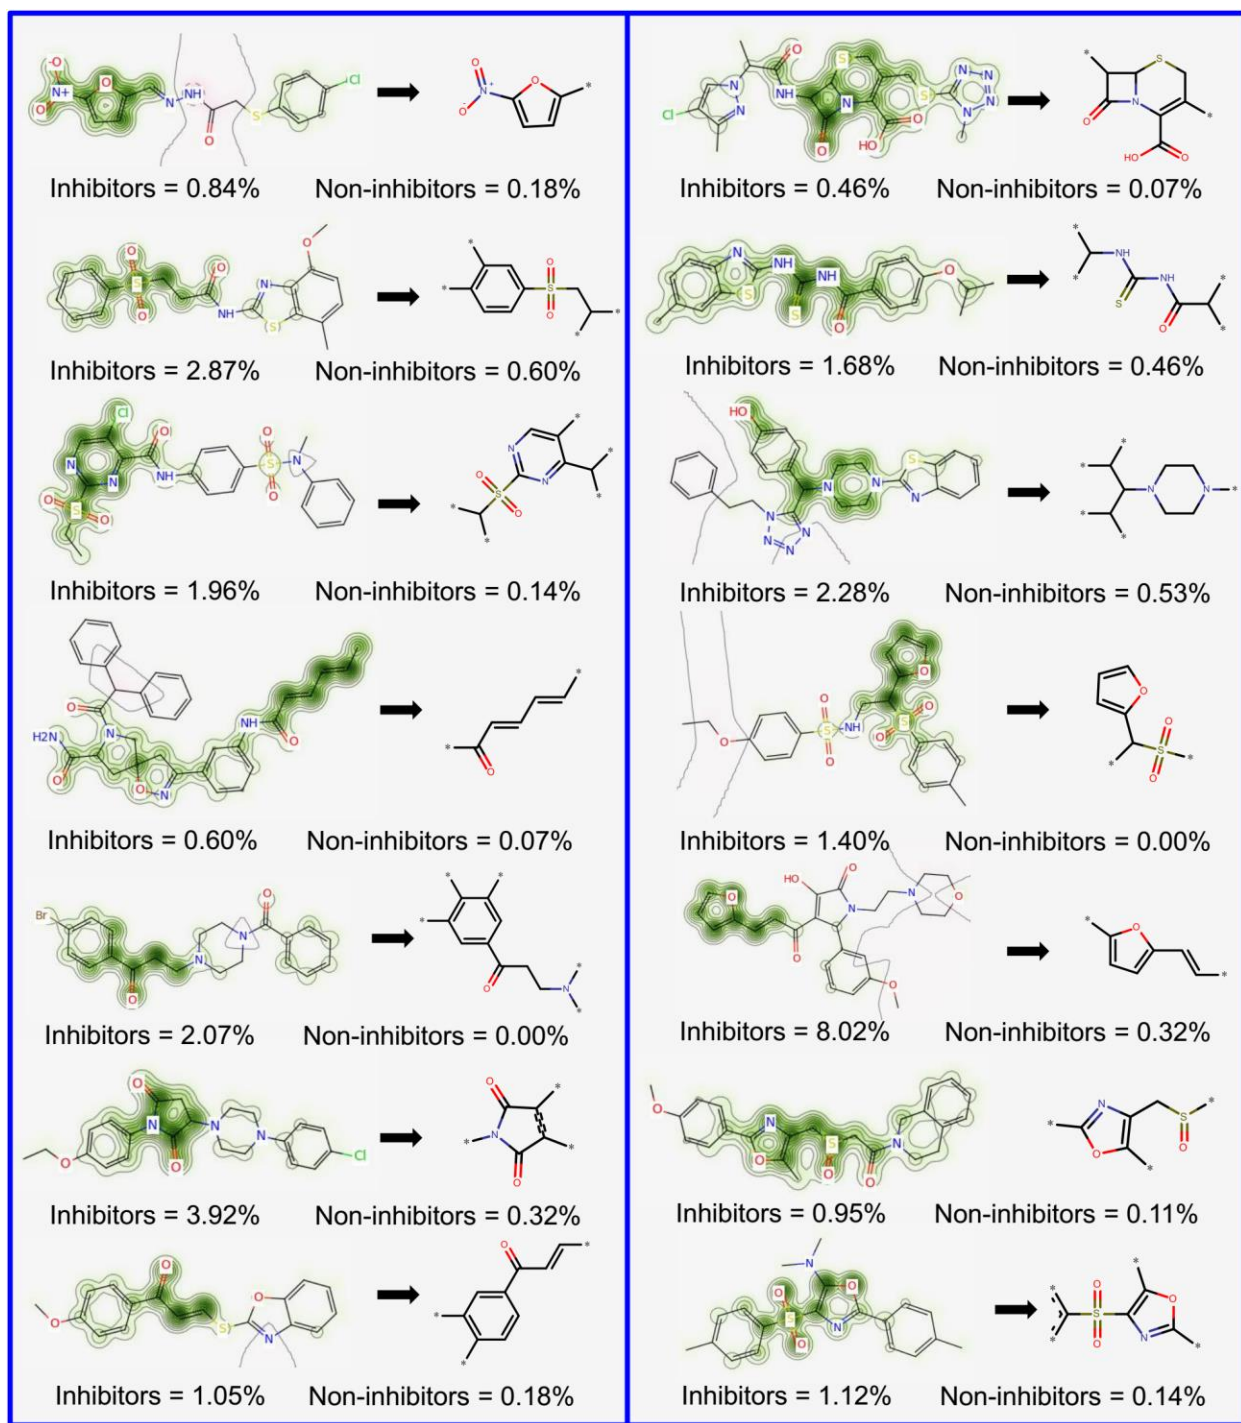 Inhibitors = 0.84% Non-inhibitors = 0.18%
Inhibitors = 2.87% Non-inhibitors = 0.60%
Inhibitors = 1.96% Non-inhibitors = 0.14%
Inhibitors = 0.60% Non-inhibitors = 0.07%
Inhibitors = 2.07% Non-inhibitors = 0.00%
Inhibitors = 3.92% Non-inhibitors = 0.32%
Inhibitors = 1.05% Non-inhibitors = 0.18%
Inhibitors = 0.46% Non-inhibitors = 0.07%
Inhibitors = 1.68% Non-inhibitors = 0.46%
Inhibitors = 2.28% Non-inhibitors = 0.53%
Inhibitors = 1.40% Non-inhibitors = 0.00%
Inhibitors = 8.02% Non-inhibitors = 0.32%
Inhibitors = 0.95% Non-inhibitors = 0.11%
Inhibitors = 1.12% Non-inhibitors = 0.14%